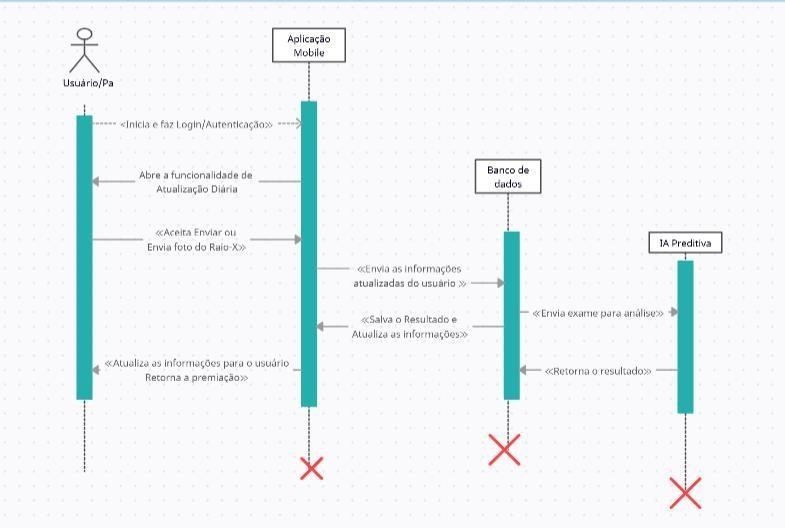 Aplicação
Mobile
Usuário/Pa
<Inicia e faz Login/Autenticação>>
Banco de
dados
Abre a funcionalidade de
Atualização Diária
IA Preditiva
<<Aceita Enviar ou
Envia foto do Raio-X>>
<<Envia as informações
atualizadas do usuário >>
<<Envia exame para análise>>
<<Salva o Resultado e
Atualiza as informações>>
<<Atualiza as informações para o usuário
Retorna a premiação>>
<<Retorna o resultado>>